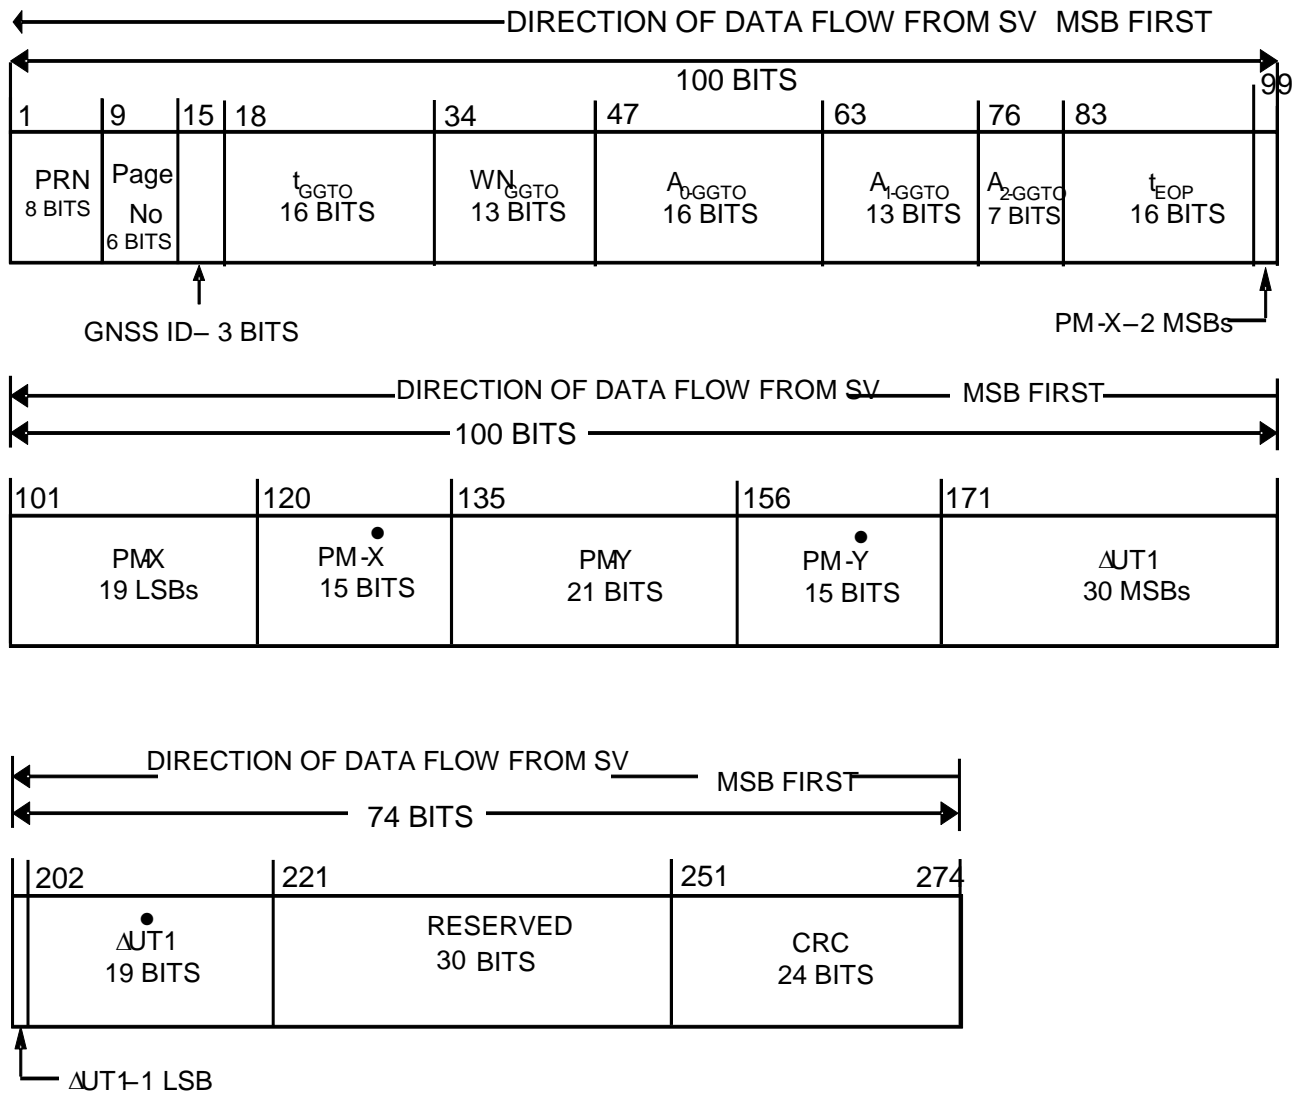 DIRECTION OF DATA FLOW FROM SV MSB FIRST
100 BITS
1 9 15 18 34 47 63 76 83 99
PRN
8 BITS
Page
No
6 BITS
tGGTO
16 BITS
WNGGTO
13 BITS
A0-GGTO
16 BITS
A1-GGTO
13 BITS
A2-GGTO
7 BITS
tEOP
16 BITS
GNSS ID– 3 BITS
PM-X–2 MSBs
DIRECTION OF DATA FLOW FROM SV MSB FIRST
100 BITS
101 120 135 156 171
PM-X
19 LSBs
•
PM-X
15 BITS
PM-Y
21 BITS
•
PM-Y
15 BITS
ΔUT1
30 MSBs
DIRECTION OF DATA FLOW FROM SV MSB FIRST
74 BITS
202 221 251 274
•
ΔUT1
19 BITS
RESERVED
30 BITS
CRC
24 BITS
ΔUT1–1 LSB